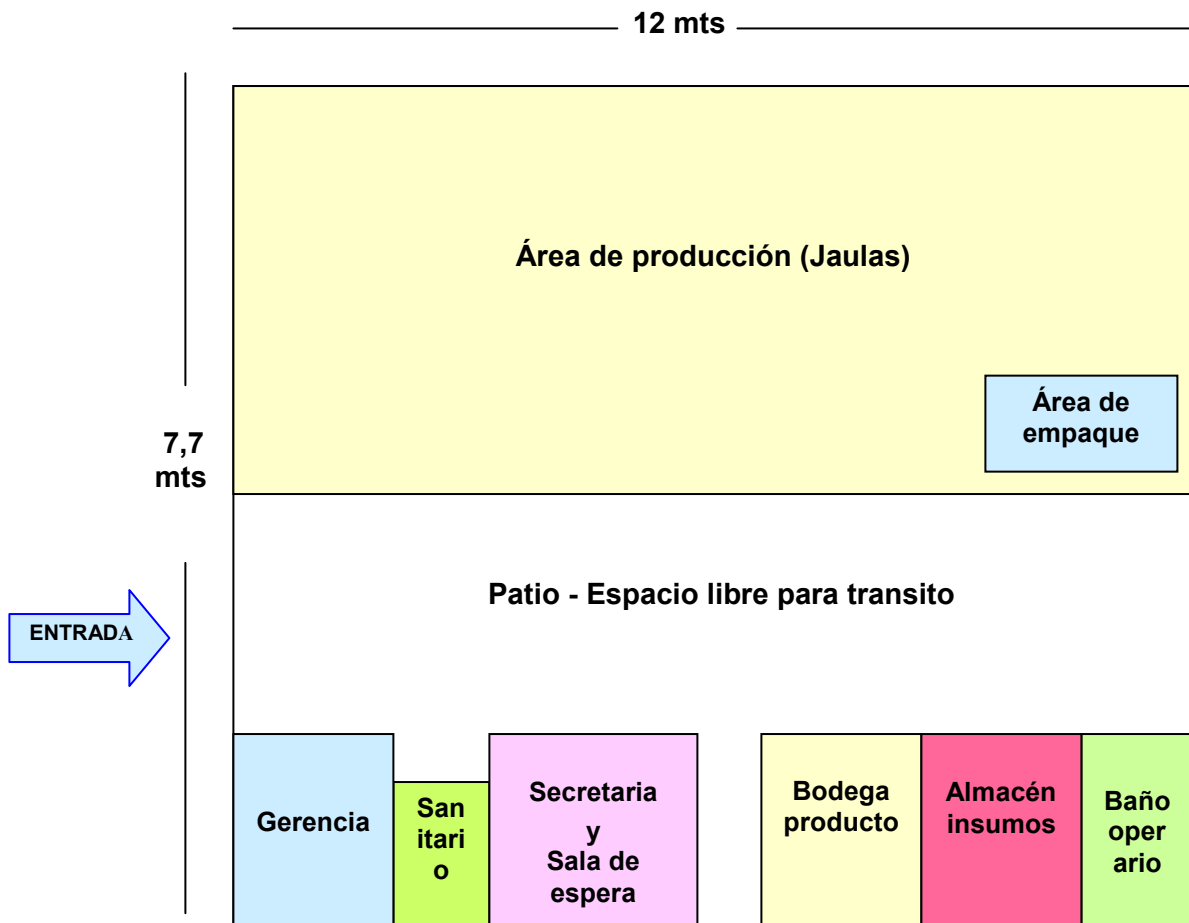 12 mts
Área de producción (Jaulas)
Área de
empaque
7,7
mts
Patio - Espacio libre para transito
ENTRADA
Gerencia
San
itari
o
Secretaria
y
Sala de
espera
Bodega
producto
Almacén
insumos
Baño
oper
ario